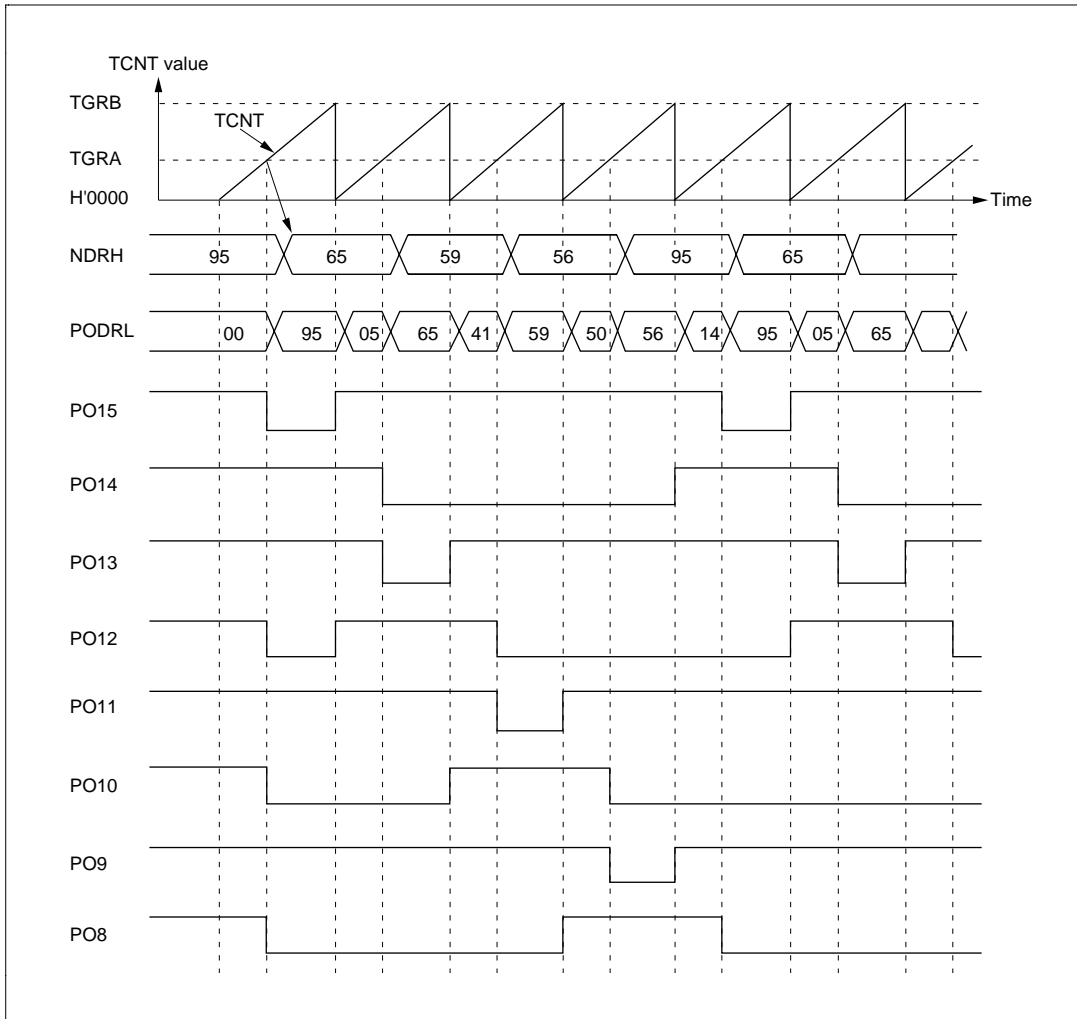 TCNT value
TGRB
TCNT
TGRA
H'0000
Time
NDRH 95 65 59 56 95 65
PODRL 00 95 05 65 41 59 50 56 14 95 05 65
PO15
PO14
PO13
PO12
PO11
PO10
PO9
PO8